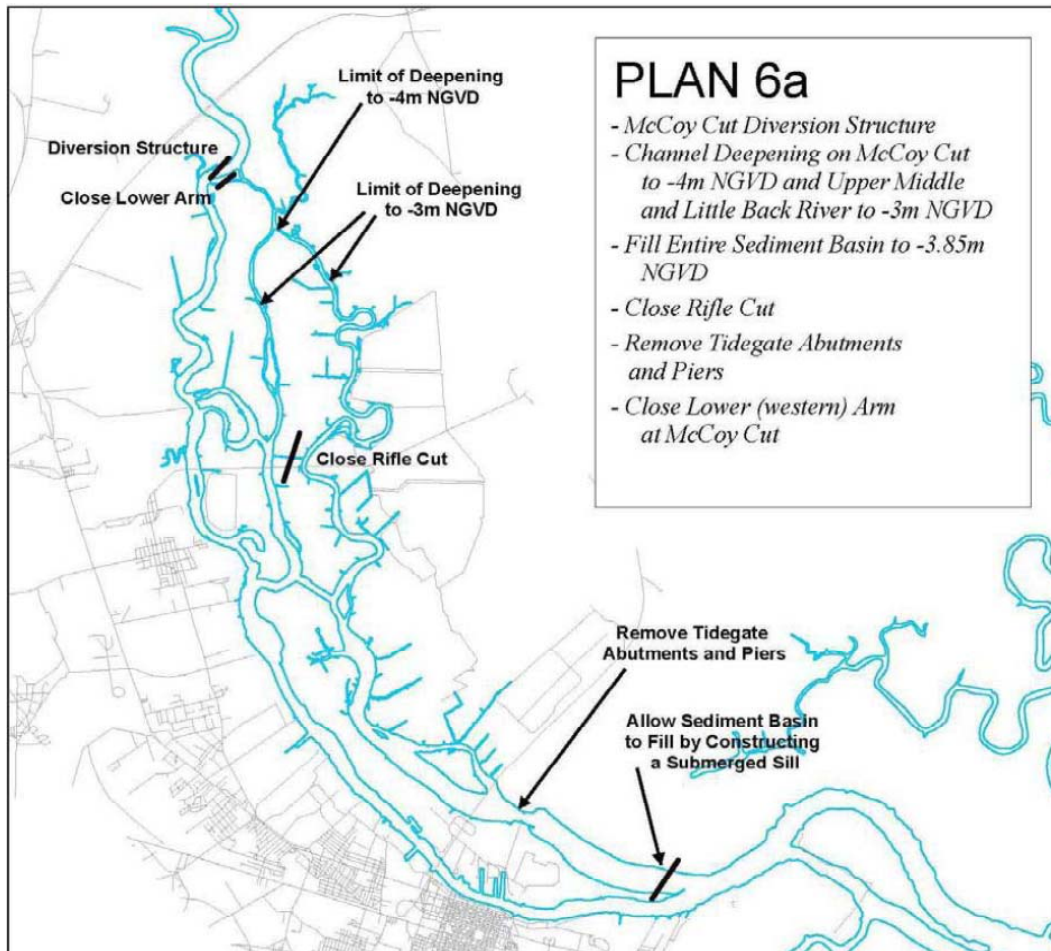 Limit of Deepening
to -4m NGVD
Diversion Structure
Close Lower Arm
Limit of Deepening
to -3m NGVD
Close Rifle Cut
Remove Tidegate
Abutments and Piers
Allow Sediment Basin
to Fill by Constructing
a Submerged Sill
PLAN 6a
- McCoy Cut Diversion Structure
- Channel Deepening on McCoy Cut
to -4m NGVD and Upper Middle
and Little Back River to -3m NGVD
- Fill Entire Sediment Basin to -3.85m
NGVD
- Close Rifle Cut
- Remove Tidegate Abutments
and Piers
- Close Lower (western) Arm
at McCoy Cut